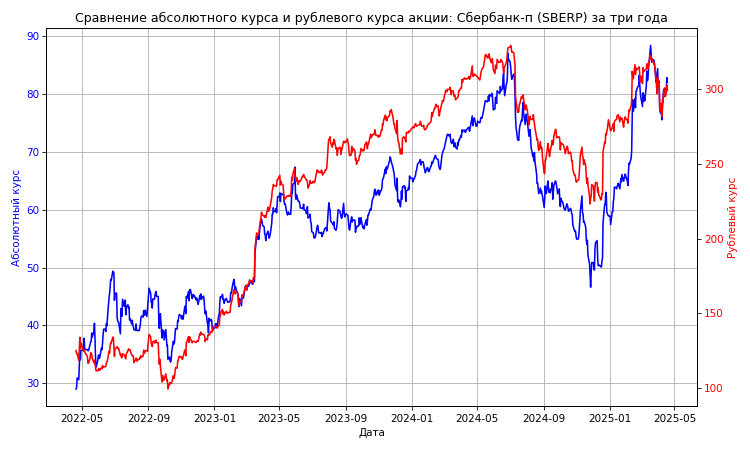 Сравнение абсолютного курса и рублевого курса акции: Сбербанк-п (SBERP) за три года
Абсолютный курс
90
80
70
60
50
40
30
300
250
200
150
100
Рублевый курс
2022-05 2022-09 2023-01 2023-05 2023-09 2024-01 2024-05 2024-09 2025-01 2025-05
Дата